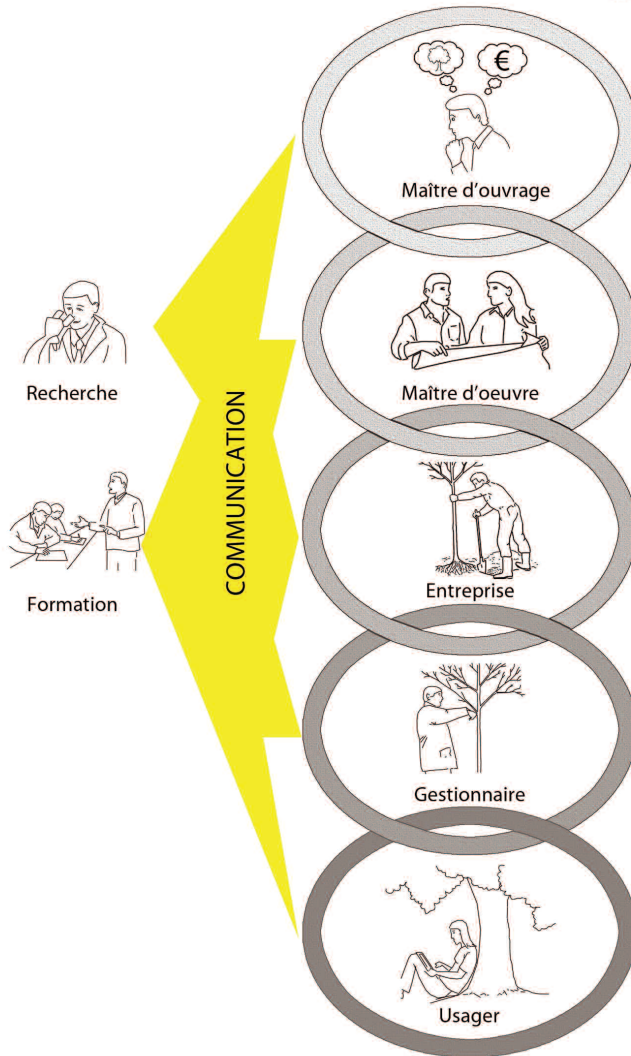 €
Maître d'ouvrage
Maître d'oeuvre
Recherche
COMMUNICATION
Entreprise
Formation
Gestionnaire
Usager